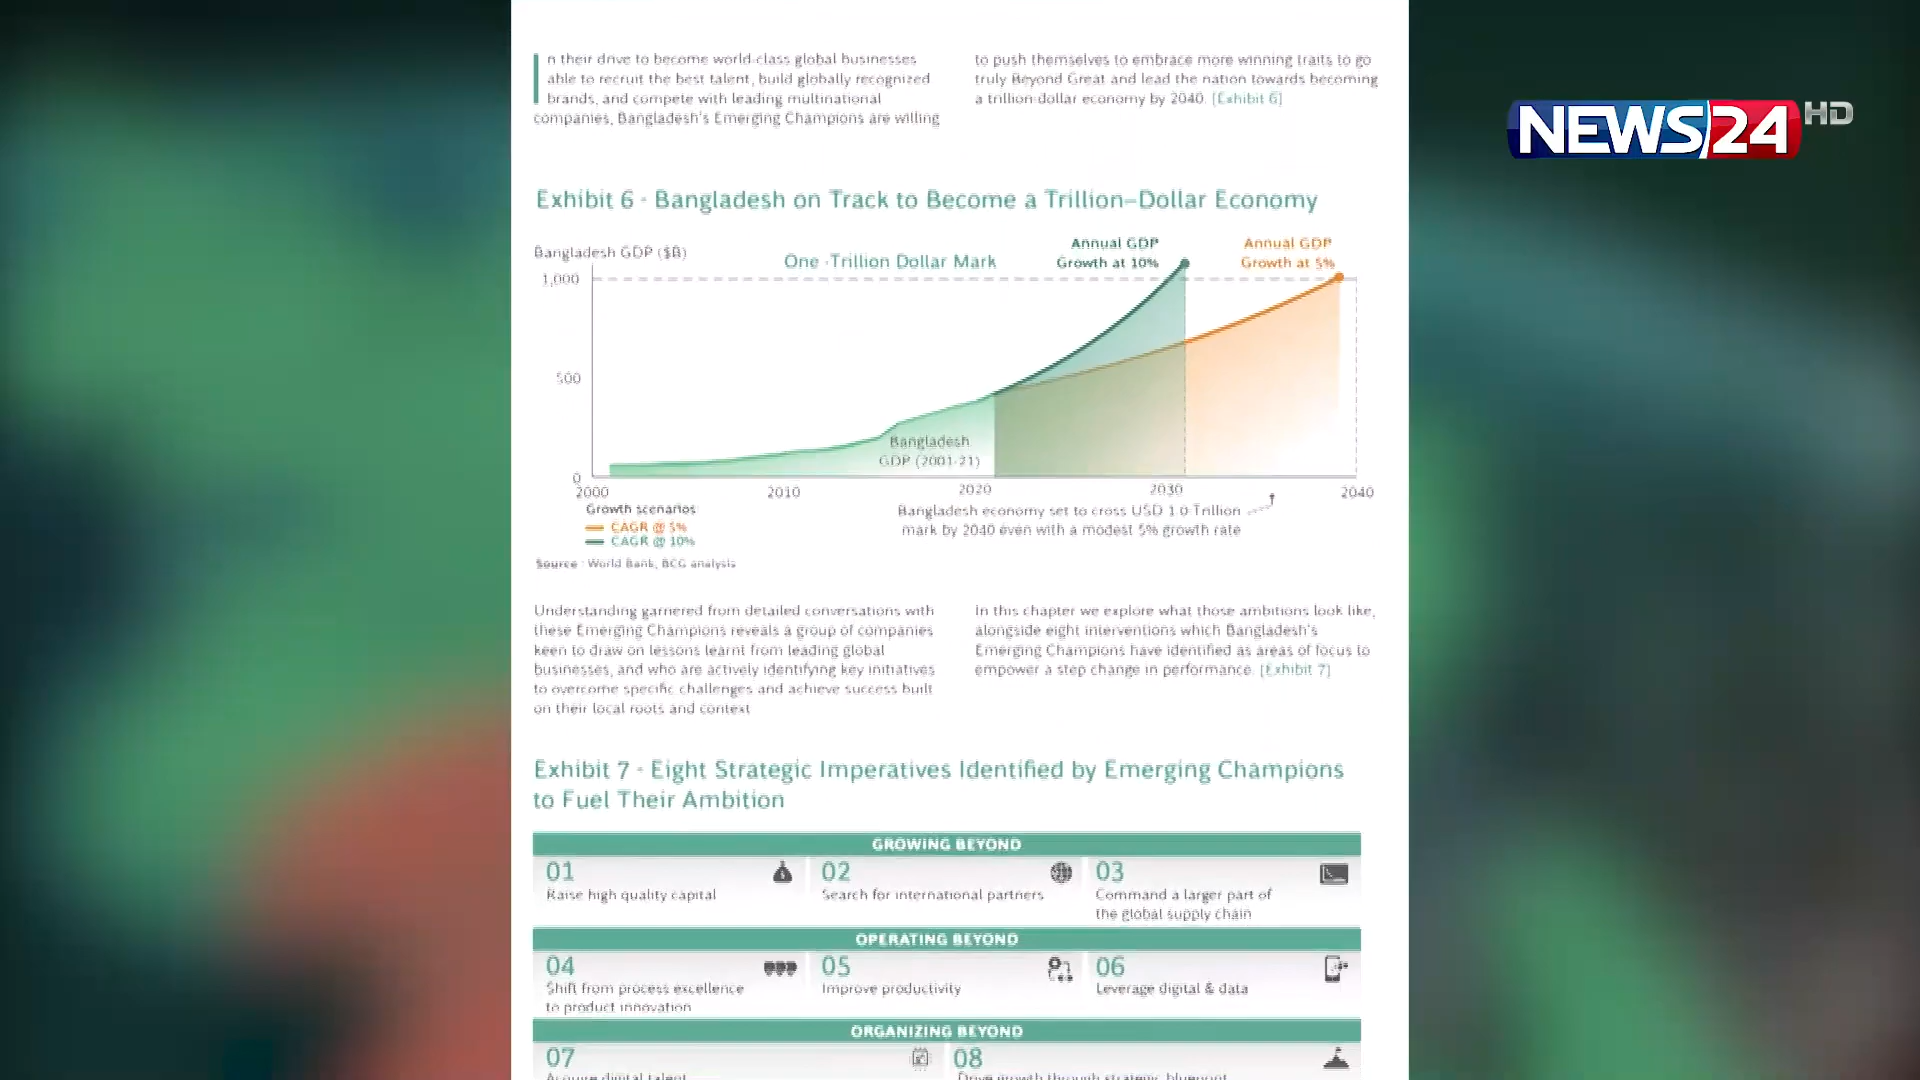 n their drive to become world-class global businesses
able to recruit the best talent, build globally recognized
brands, and compete with leading multinational
companies, Bangladesh's Emerging Champions are willing
to push themselves to embrace more winning traits to go
truly Beyond Great and lead the nation towards becoming
a trillion-dollar economy by 2040. [Exhibit 6]
NEWS24 HD
Exhibit 6 - Bangladesh on Track to Become a Trillion-Dollar Economy
Bangladesh GDP ($B)
One -Trillion Dollar Mark
Annual GDP
Growth at 10%
Annual GDP
Growth at 5%
1,000
500
0
Bangladesh
GDP (2001-21)
2000
2010
2020
2030
2040
Growth scenarios
CAGR @ 5%
CAGR @ 10%
Bangladesh economy set to cross USD 1.0 Trillion
mark by 2040 even with a modest 5% growth rate
Source : World Bank, BCG analysis
Understanding garnered from detailed conversations with
these Emerging Champions reveals a group of companies
keen to draw on lessons learnt from leading global
businesses, and who are actively identifying key initiatives
to overcome specific challenges and achieve success built
on their local roots and context
In this chapter we explore what those ambitions look like,
alongside eight interventions which Bangladesh's
Emerging Champions have identified as areas of focus to
empower a step change in performance. [Exhibit 7]
Exhibit 7 - Eight Strategic Imperatives Identified by Emerging Champions
to Fuel Their Ambition
GROWING BEYOND
01
Raise high quality capital
02
Search for international partners
03
Command a larger part of
the global supply chain
OPERATING BEYOND
04
Shift from process excellence
to product innovation
05
Improve productivity
06
Leverage digital & data
ORGANIZING BEYOND
07
Acquire digital talent
08
Drive growth through strategic blueprint